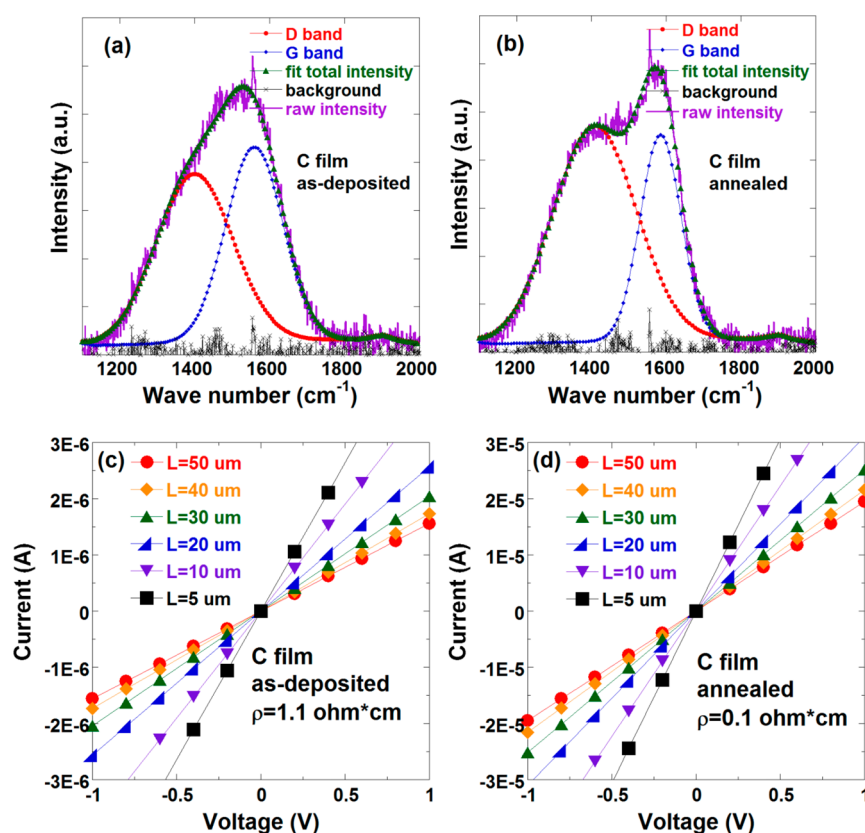 (a)
D band
G band
fit total intensity
background
raw intensity
C film
as-deposited
Intensity (a.u.)
1200 1400 1600 1800 2000
Wave number (cm⁻¹)
(b)
D band
G band
fit total intensity
background
raw intensity
C film
annealed
Intensity (a.u.)
1200 1400 1600 1800 2000
Wave number (cm⁻¹)
(c)
L=50 um
L=40 um
L=30 um
L=20 um
L=10 um
L=5 um
C film
as-deposited
ρ=1.1 ohm*cm
3E-6
2E-6
1E-6
0
-1E-6
-2E-6
-3E-6
Current (A)
-1 -0.5 0 0.5 1
Voltage (V)
(d)
L=50 um
L=40 um
L=30 um
L=20 um
L=10 um
L=5 um
C film
annealed
ρ=0.1 ohm*cm
3E-5
2E-5
1E-5
0
-1E-5
-2E-5
-3E-5
Current (A)
-1 -0.5 0 0.5 1
Voltage (V)